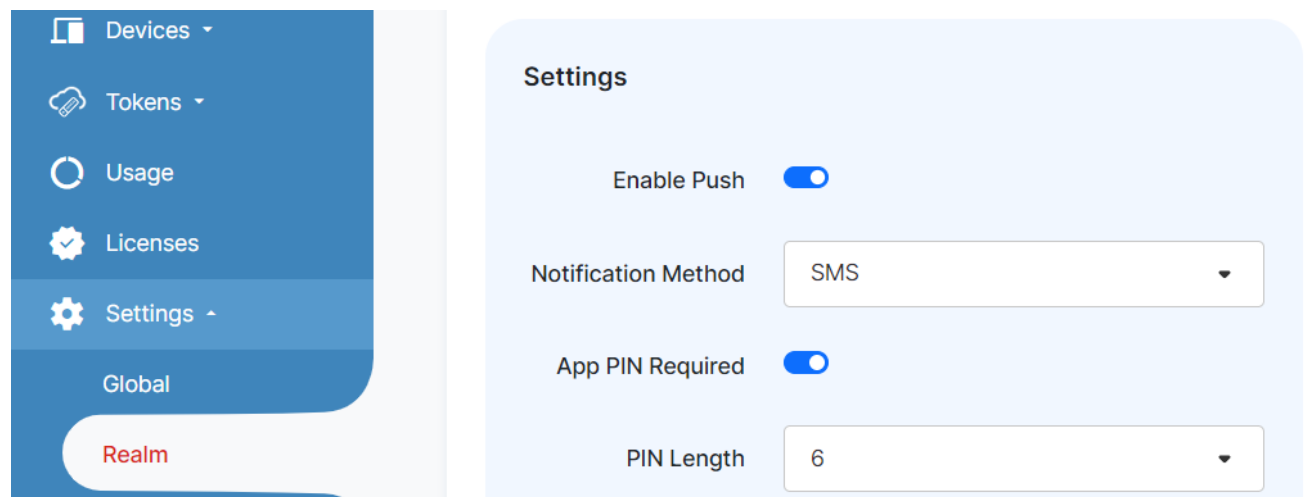 Devices
Tokens
Usage
Licenses
Settings
Global
Realm
Settings
Enable Push
Notification Method SMS
App PIN Required
PIN Length 6